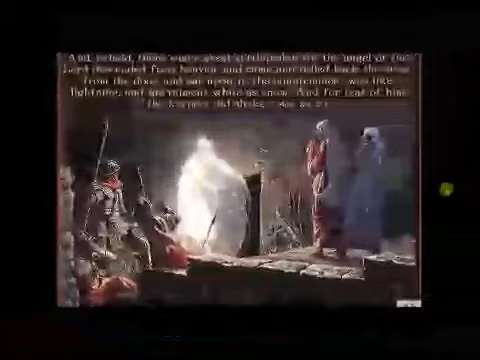 And, behold, there was a great earthquake: for the angel of the
Lord descended from heaven, and came and rolled back the stone
from the door, and sat upon it. His countenance was like
lightning, and his raiment white as snow. And for fear of him
the keepers did shake